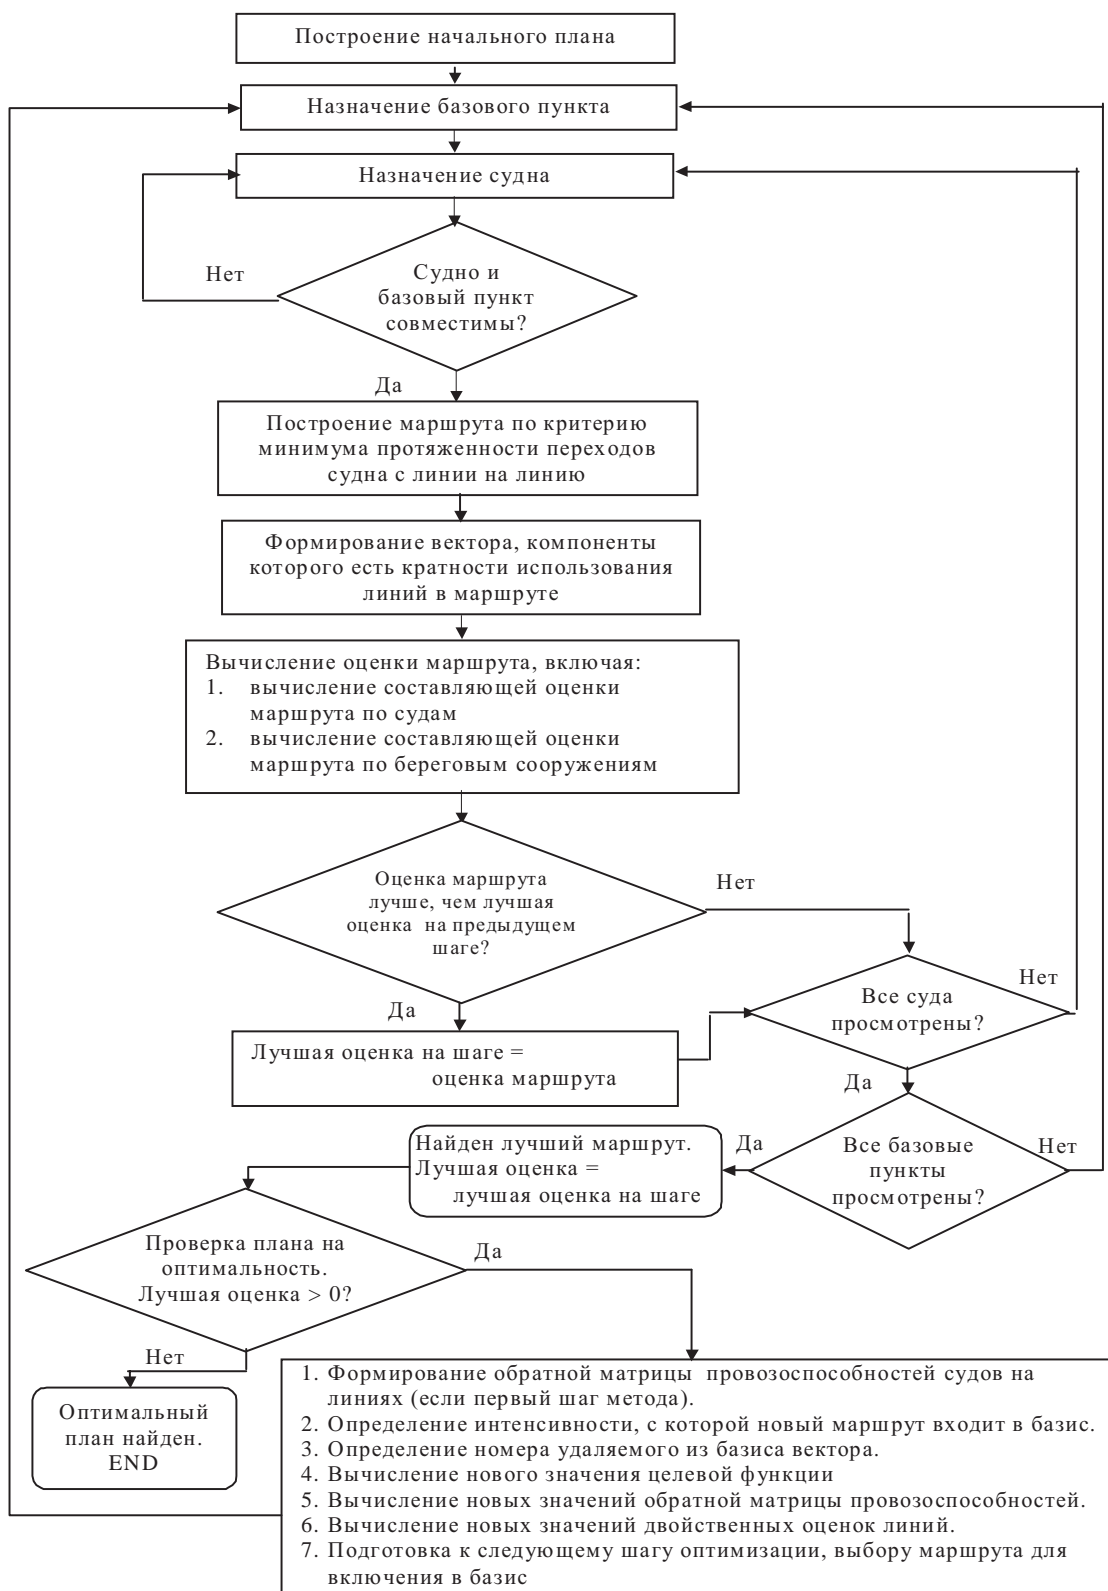 Построение начального плана
Назначение базового пункта
Назначение судна
Нет
Судно и
базовый пункт
совместимы?
Да
Построение маршрута по критерию
минимума протяженности переходов
судна с линии на линию
Формирование вектора, компоненты
которого есть кратности использования
линий в маршруте
Вычисление оценки маршрута, включая:
1. вычисление составляющей оценки
маршрута по судам
2. вычисление составляющей оценки
маршрута по береговым сооружениям
Оценка маршрута
лучше, чем лучшая
оценка на предыдущем
шаге?
Нет
Да
Все суда
просмотрены?
Нет
Лучшая оценка на шаге =
оценка маршрута
Да
Найден лучший маршрут.
Лучшая оценка =
лучшая оценка на шаге
Да
Все базовые
пункты
просмотрены?
Нет
Проверка плана на
оптимальность.
Лучшая оценка > 0?
Да
Нет
Оптимальный
план найден.
END
1. Формирование обратной матрицы провозоспособностей судов на
линиях (если первый шаг метода).
2. Определение интенсивности, с которой новый маршрут входит в базис.
3. Определение номера удаляемого из базиса вектора.
4. Вычисление нового значения целевой функции
5. Вычисление новых значений обратной матрицы провозоспособностей.
6. Вычисление новых значений двойственных оценок линий.
7. Подготовка к следующему шагу оптимизации, выбору маршрута для
включения в базис